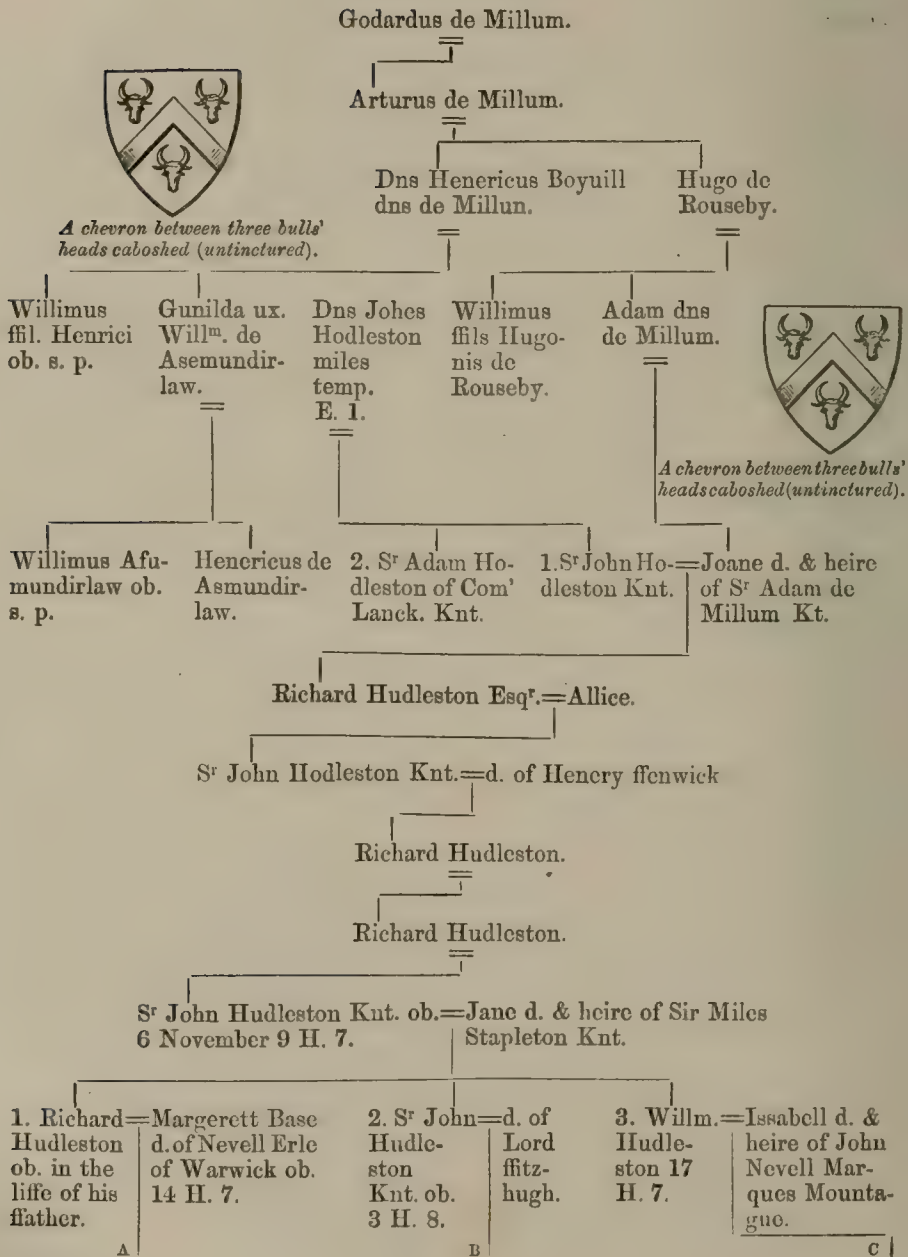 Godardus de Millum.
Arturus de Millum.
A chevron between three bulls'
heads caboshed (untinctured).
Dns Henericus Boyuill
dns de Millun.
Hugo de
Rouseby.
Willimus
ffil. Henrici
ob. s. p.
Gunilda ux.
Willᵐ. de
Asemundir-
law.
Dns Johes
Hodleston
miles
temp.
E. 1.
Willimus
ffils Hugo-
nis de
Rouseby.
Adam dns
de Millum.
A chevron between three bulls'
heads caboshed (untinctured).
Willimus Afu-
mundirlaw ob.
s. p.
Henericus de
Asmundir-
law.
2. Sʳ Adam Ho-
dleston of Com'
Lanck. Knt.
1. Sʳ John Ho-
dleston Knt.
=Joane d. & heire
of Sʳ Adam de
Millum Kt.
Richard Hudleston Esqʳ.=Allice.
Sʳ John Hodleston Knt.=d. of Henery ffenwick
Richard Hudleston.
Richard Hudleston.
Sʳ John Hudleston Knt. ob.=Jane d. & heire of Sir Miles
6 November 9 H. 7. Stapleton Knt.
1. Richard
Hudleston
ob. in the
liffe of his
ffather.
=Margerett Base
d. of Nevell Erle
of Warwick ob.
14 H. 7.
2. Sʳ John
Hudle-
ston
Knt. ob.
3 H. 8.
=d. of
Lord
ffitz-
hugh.
3. Willm.
Hudle-
ston 17
H. 7.
=Issabell d. &
heire of John
Nevell Mar-
ques Mounta-
gue.
A B C